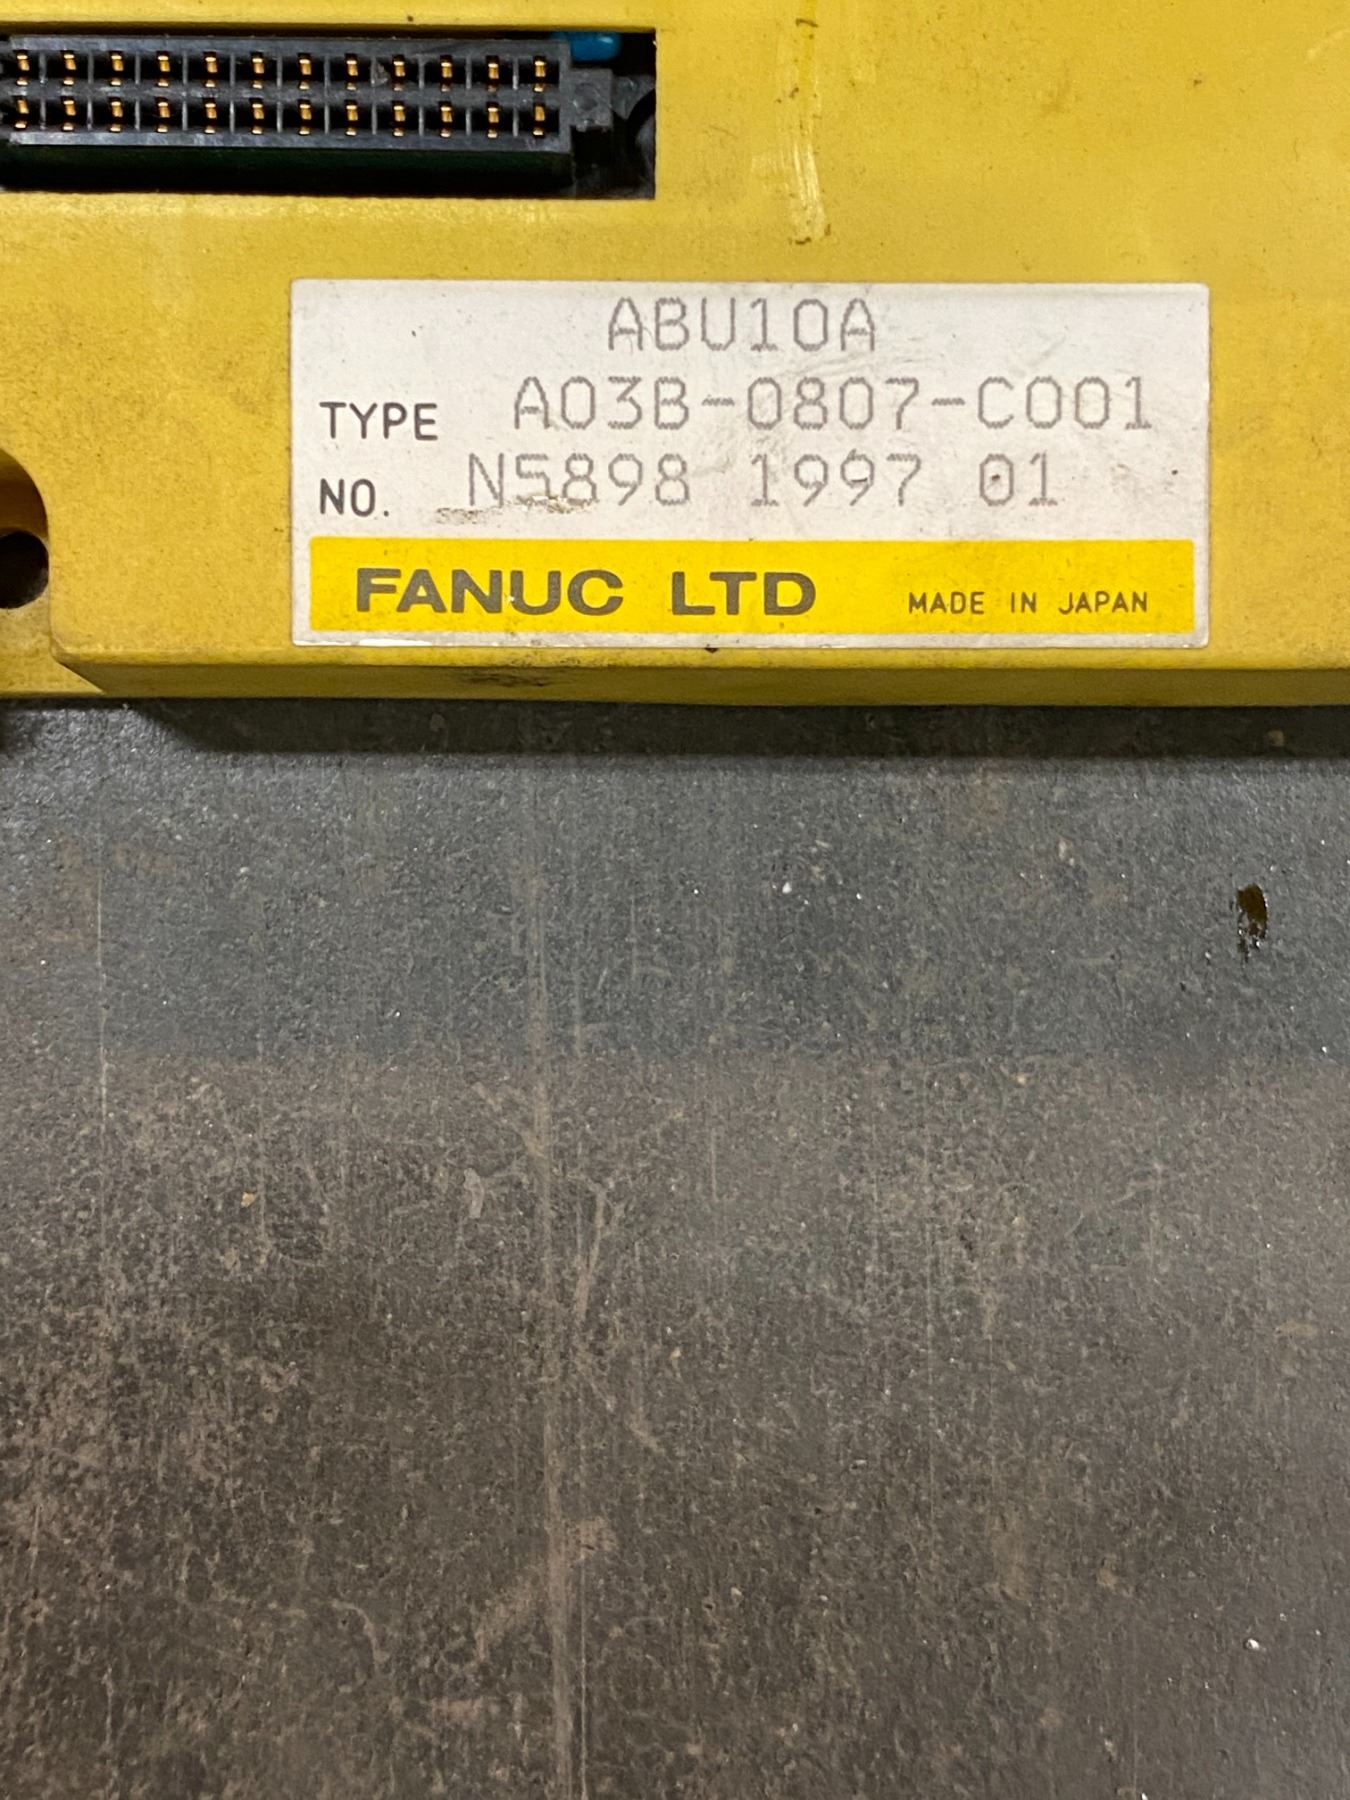 ABU10A
TYPE A03B-0807-C001
NO. N5898 1997 01
FANUC LTD MADE IN JAPAN